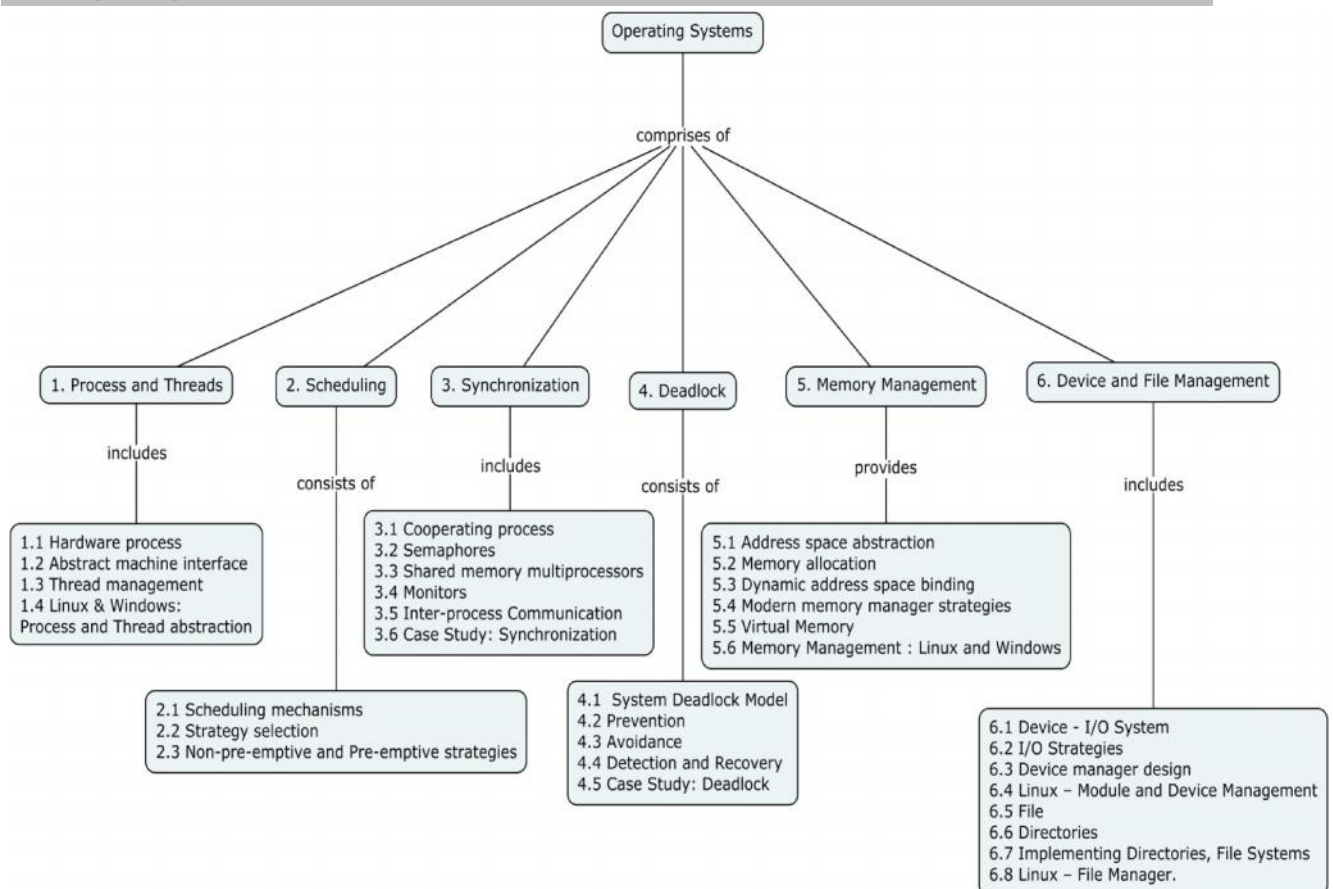 Operating Systems
comprises of
1. Process and Threads
2. Scheduling
3. Synchronization
4. Deadlock
5. Memory Management
6. Device and File Management
includes
consists of
includes
consists of
provides
includes
1.1 Hardware process
1.2 Abstract machine interface
1.3 Thread management
1.4 Linux & Windows:
Process and Thread abstraction
2.1 Scheduling mechanisms
2.2 Strategy selection
2.3 Non-pre-emptive and Pre-emptive strategies
3.1 Cooperating process
3.2 Semaphores
3.3 Shared memory multiprocessors
3.4 Monitors
3.5 Inter-process Communication
3.6 Case Study: Synchronization
4.1 System Deadlock Model
4.2 Prevention
4.3 Avoidance
4.4 Detection and Recovery
4.5 Case Study: Deadlock
5.1 Address space abstraction
5.2 Memory allocation
5.3 Dynamic address space binding
5.4 Modern memory manager strategies
5.5 Virtual Memory
5.6 Memory Management : Linux and Windows
6.1 Device - I/O System
6.2 I/O Strategies
6.3 Device manager design
6.4 Linux – Module and Device Management
6.5 File
6.6 Directories
6.7 Implementing Directories, File Systems
6.8 Linux – File Manager.